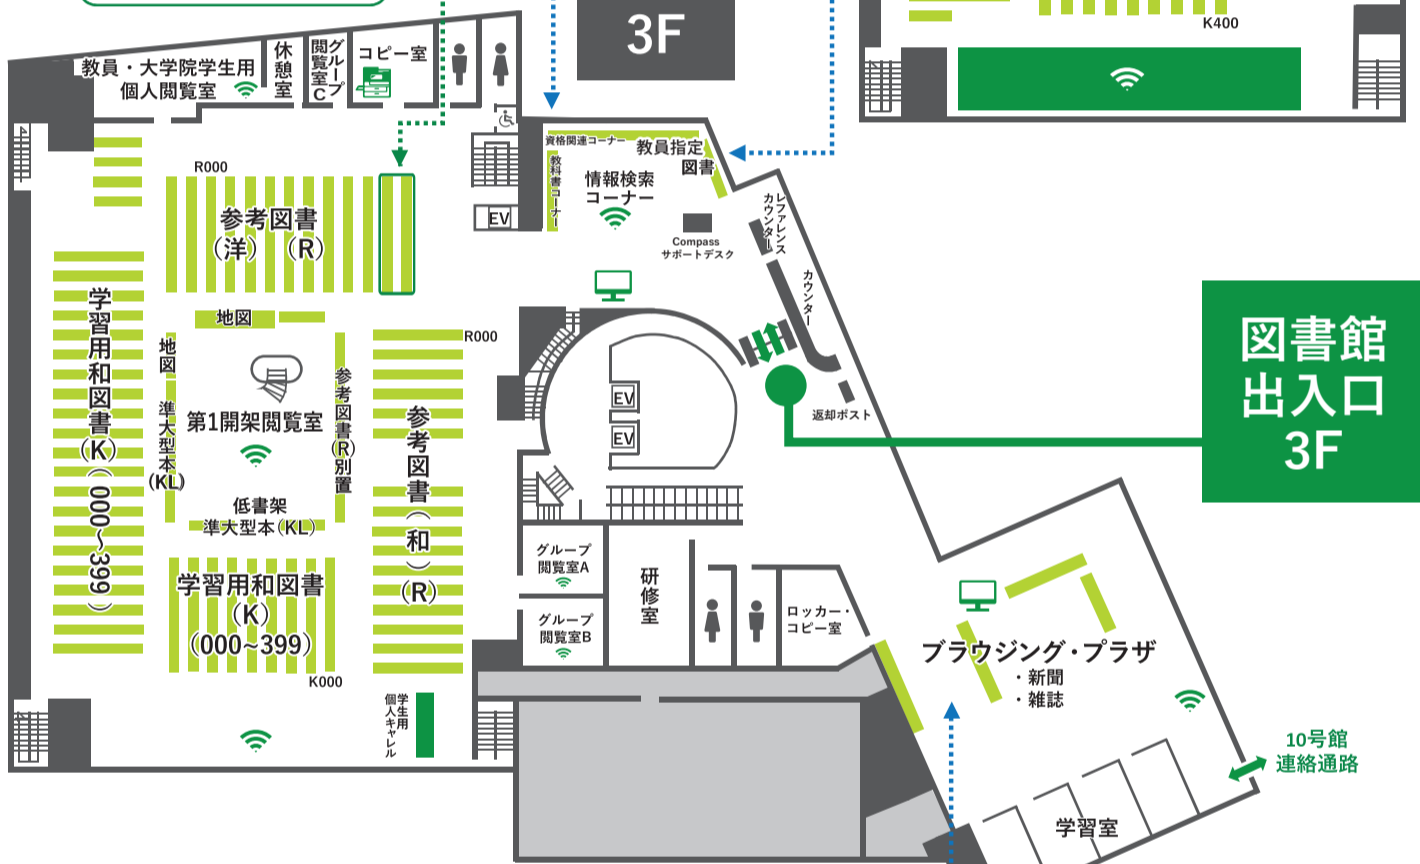 3F
K400
教員・大学院学生用
個人閲覧室
休憩室
グループ
閲覧室C
コピー室
資格関連コーナー
教員指定
図書
教科書コーナー
情報検索
コーナー
R000
参考図書
（洋）（R）
EV
Compass
サポートデスク
レファレンス
カウンター
カウンター
図書館
出入口
3F
学習用和図書（K）（000〜399）
地図
地図
準大型本(KL)
第1開架閲覧室
参考図書(R)別置
R000
参考図書（和）（R）
EV
EV
返却ポスト
低書架
準大型本(KL)
学習用和図書
（K）
（000~399）
K000
グループ
閲覧室A
グループ
閲覧室B
研修室
ロッカー・
コピー室
ブラウジング・プラザ
・新聞
・雑誌
学生用
個人キャレル
10号館
連絡通路
学習室